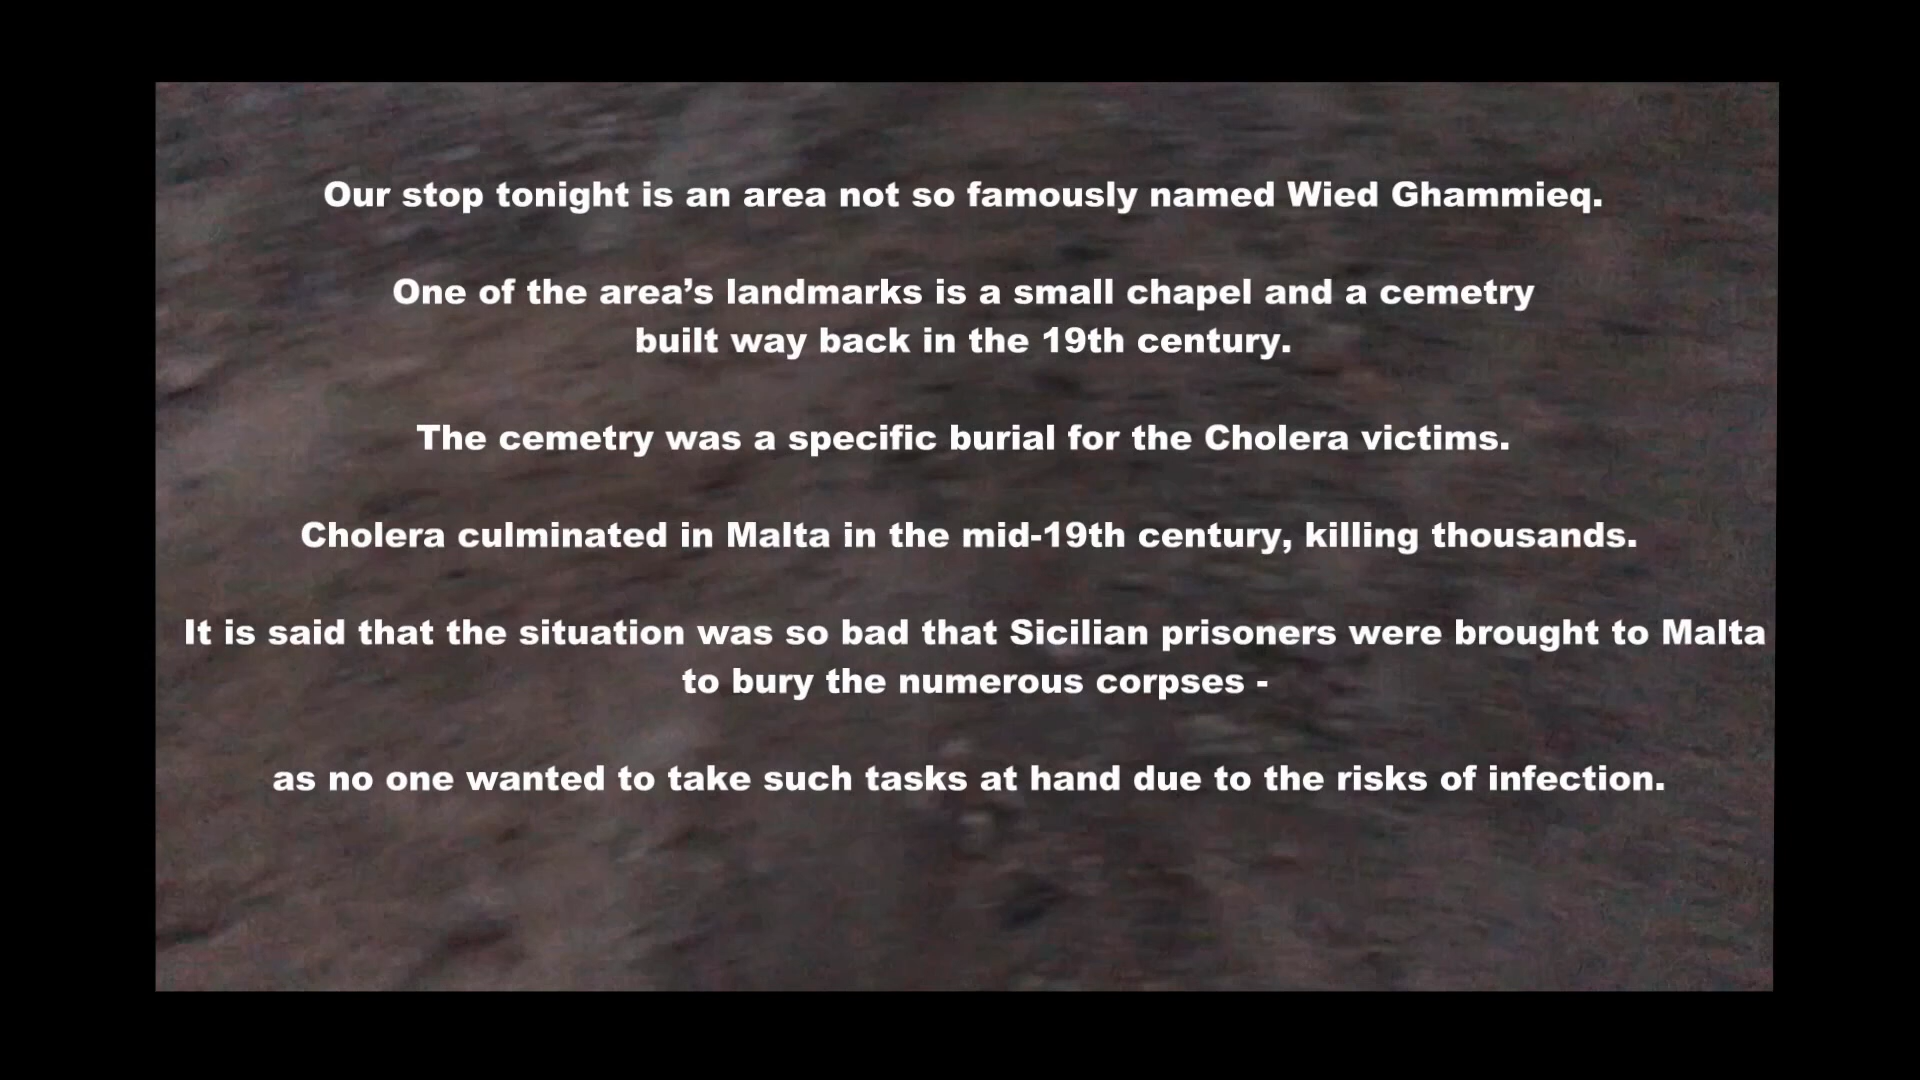 Our stop tonight is an area not so famously named Wied Ghammieq.
One of the area’s landmarks is a small chapel and a cemetry
built way back in the 19th century.
The cemetry was a specific burial for the Cholera victims.
Cholera culminated in Malta in the mid-19th century, killing thousands.
It is said that the situation was so bad that Sicilian prisoners were brought to Malta
to bury the numerous corpses -
as no one wanted to take such tasks at hand due to the risks of infection.